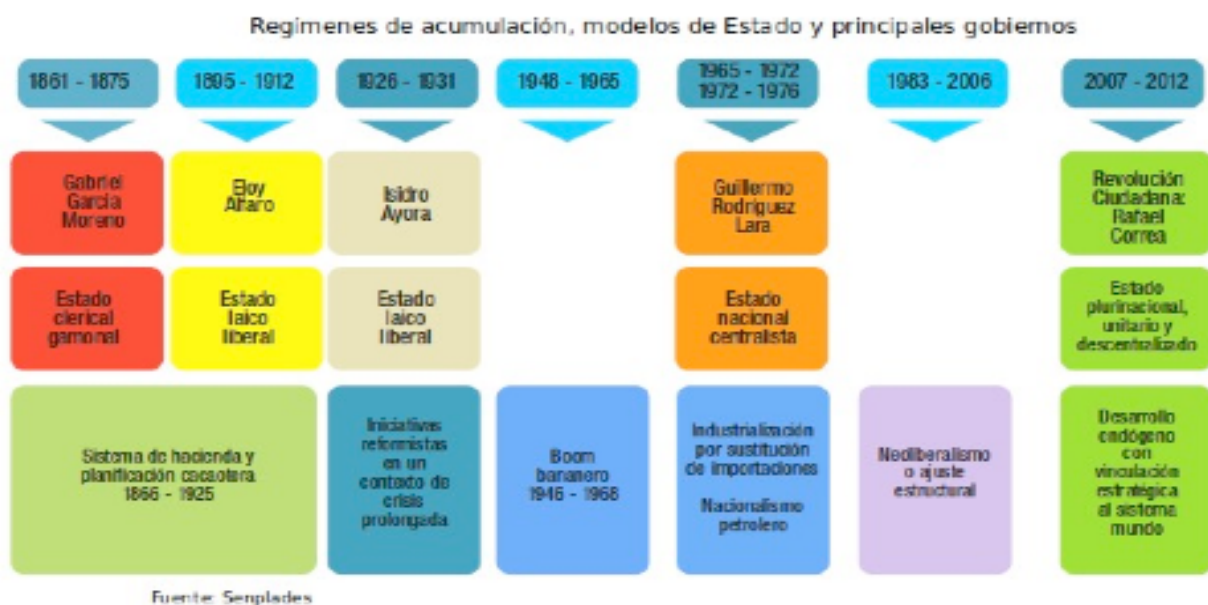 Regímenes de acumulación, modelos de Estado y principales gobiernos
1861 - 1875
1895 - 1912
1926 - 1931
1948 - 1965
1965 - 1972
1972 - 1976
1983 - 2006
2007 - 2012
Gabriel
García
Moreno
Eloy
Alfaro
Isidro
Ayora
Guillermo
Rodríguez
Lara
Revolución
Ciudadana:
Rafael
Correa
Estado
clerical
gamonal
Estado
laico
liberal
Estado
laico
liberal
Estado
nacional
centralista
Estado
plurinacional,
unitario y
descentralizado
Sistema de hacienda y
planificación cacaotera
1866 - 1925
Iniciativas
reformistas
en un
contexto de
crisis
prolongada
Boom
bananero
1946 - 1968
Industrialización
por sustitución
de importaciones
Nacionalismo
petrolero
Neoliberalismo
o ajuste
estructural
Desarrollo
endógeno
con
vinculación
estratégica
al sistema
mundo
Fuente: Senplades